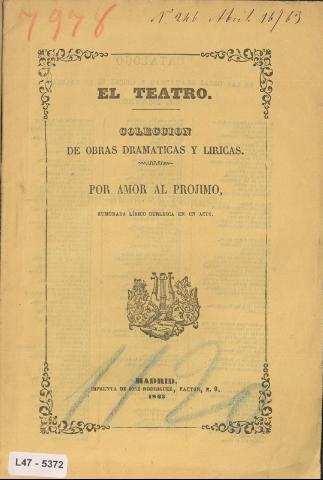 7978
N. 246 Abril 16/63
EL TEATRO.
COLECCION
DE OBRAS DRAMATICAS Y LIRICAS.
POR AMOR AL PROJIMO,
HUMORADA LÍRICO BURLESCA EN UN ACTO.
MADRID.
IMPRENTA DE JOSÉ RODRIGUEZ, FACTOR, N. 9.
1863
L47 - 5372